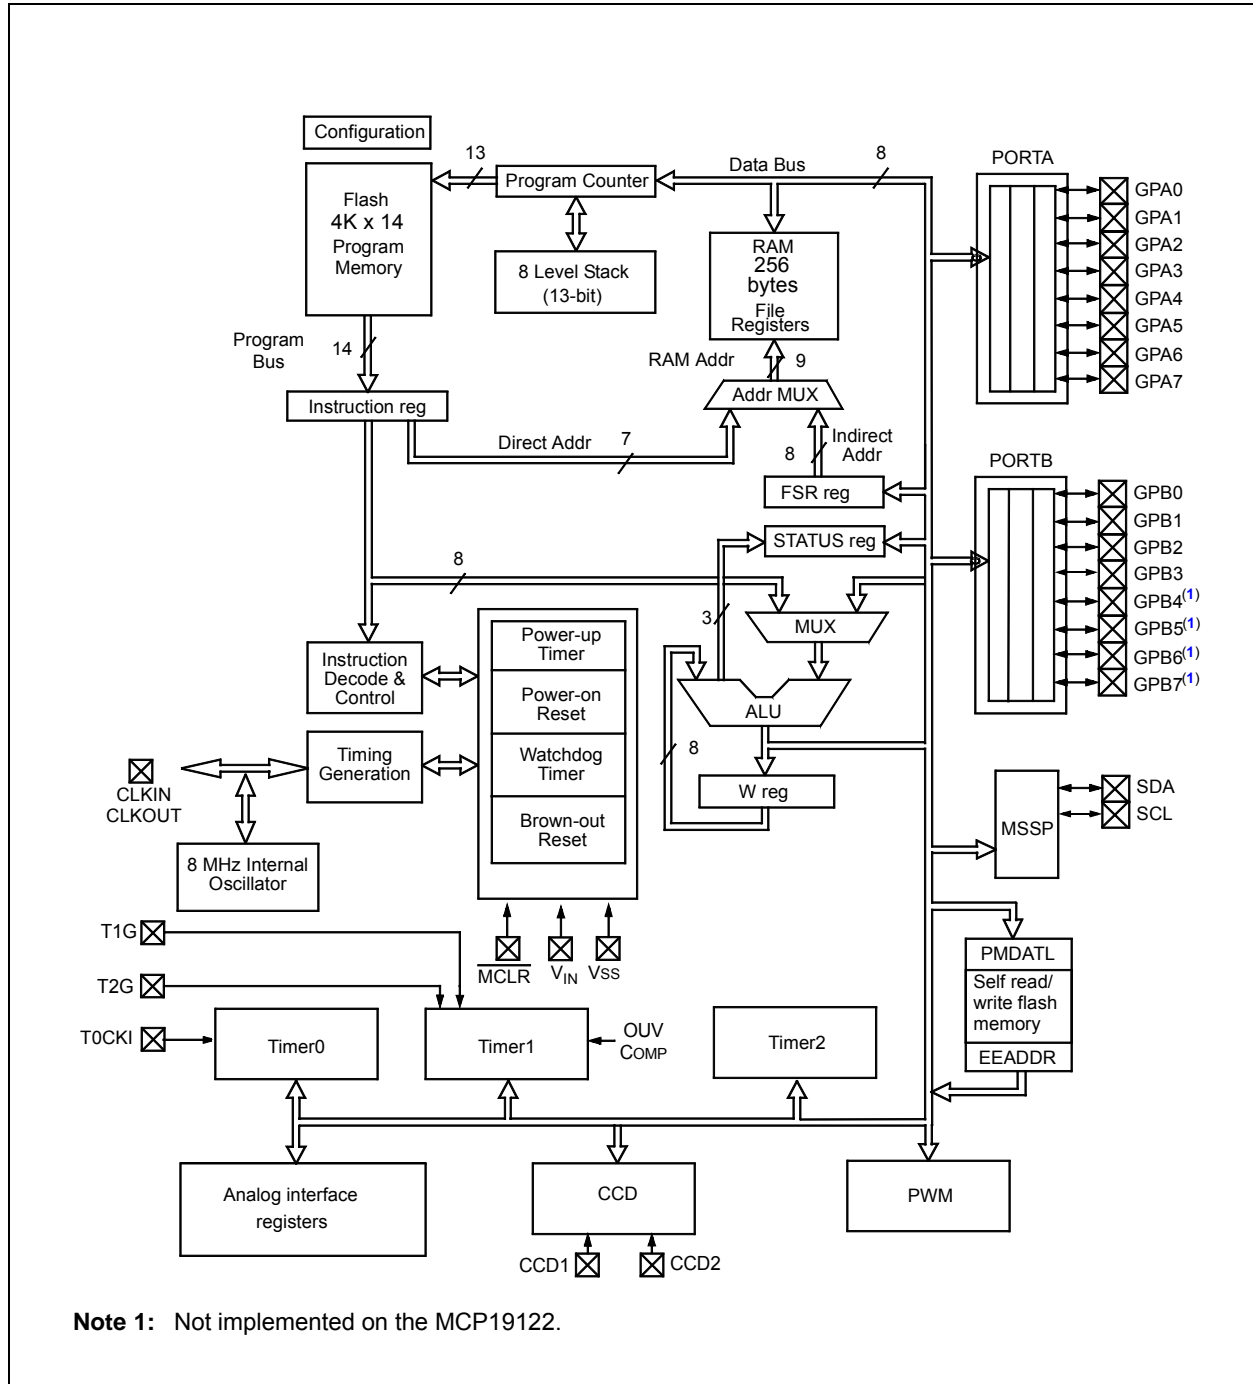 Configuration
13
Data Bus
8
PORTA
Program Counter
Flash
4K x 14
Program
Memory
8 Level Stack
(13-bit)
RAM
256
bytes
File
Registers
GPA0
GPA1
GPA2
GPA3
GPA4
GPA5
GPA6
GPA7
Program
Bus
14
RAM Addr
9
Addr MUX
Instruction reg
Direct Addr
7
8
Indirect
Addr
FSR reg
PORTB
GPB0
GPB1
GPB2
GPB3
GPB4(1)
GPB5(1)
GPB6(1)
GPB7(1)
STATUS reg
8
3
MUX
Power-up
Timer
Power-on
Reset
Watchdog
Timer
Brown-out
Reset
Instruction
Decode &
Control
ALU
8
W reg
Timing
Generation
CLKIN
CLKOUT
8 MHz Internal
Oscillator
MSSP
SDA
SCL
T1G
T2G
T0CKI
MCLR
VIN
VSS
PMDATL
Self read/
write flash
memory
EEADDR
Timer0
Timer1
OUV
COMP
Timer2
Analog interface
registers
CCD
PWM
CCD1
CCD2
Note 1: Not implemented on the MCP19122.